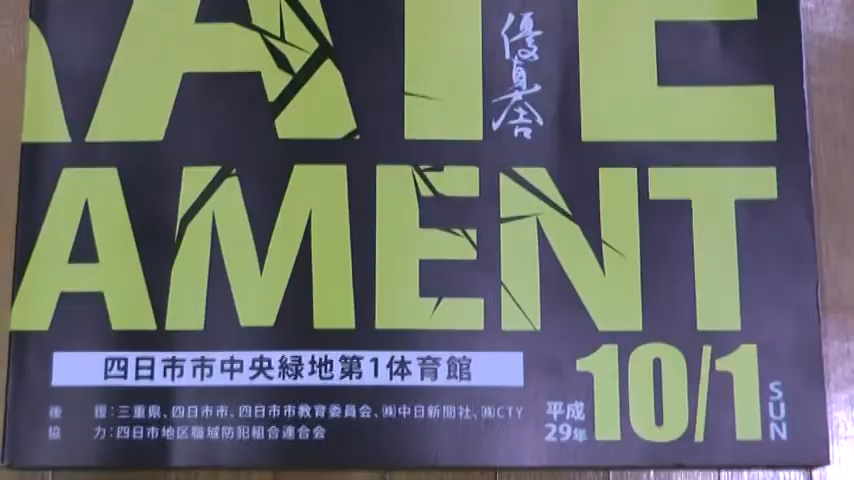 ATE
優真舎
AMENT
四日市市中央緑地第1体育館
後 援:三重県、四日市市、四日市市教育委員会、㈱中日新聞社、㈱CTY
協 力:四日市地区職域防犯組合連合会
平成
29年
10/1
SUN